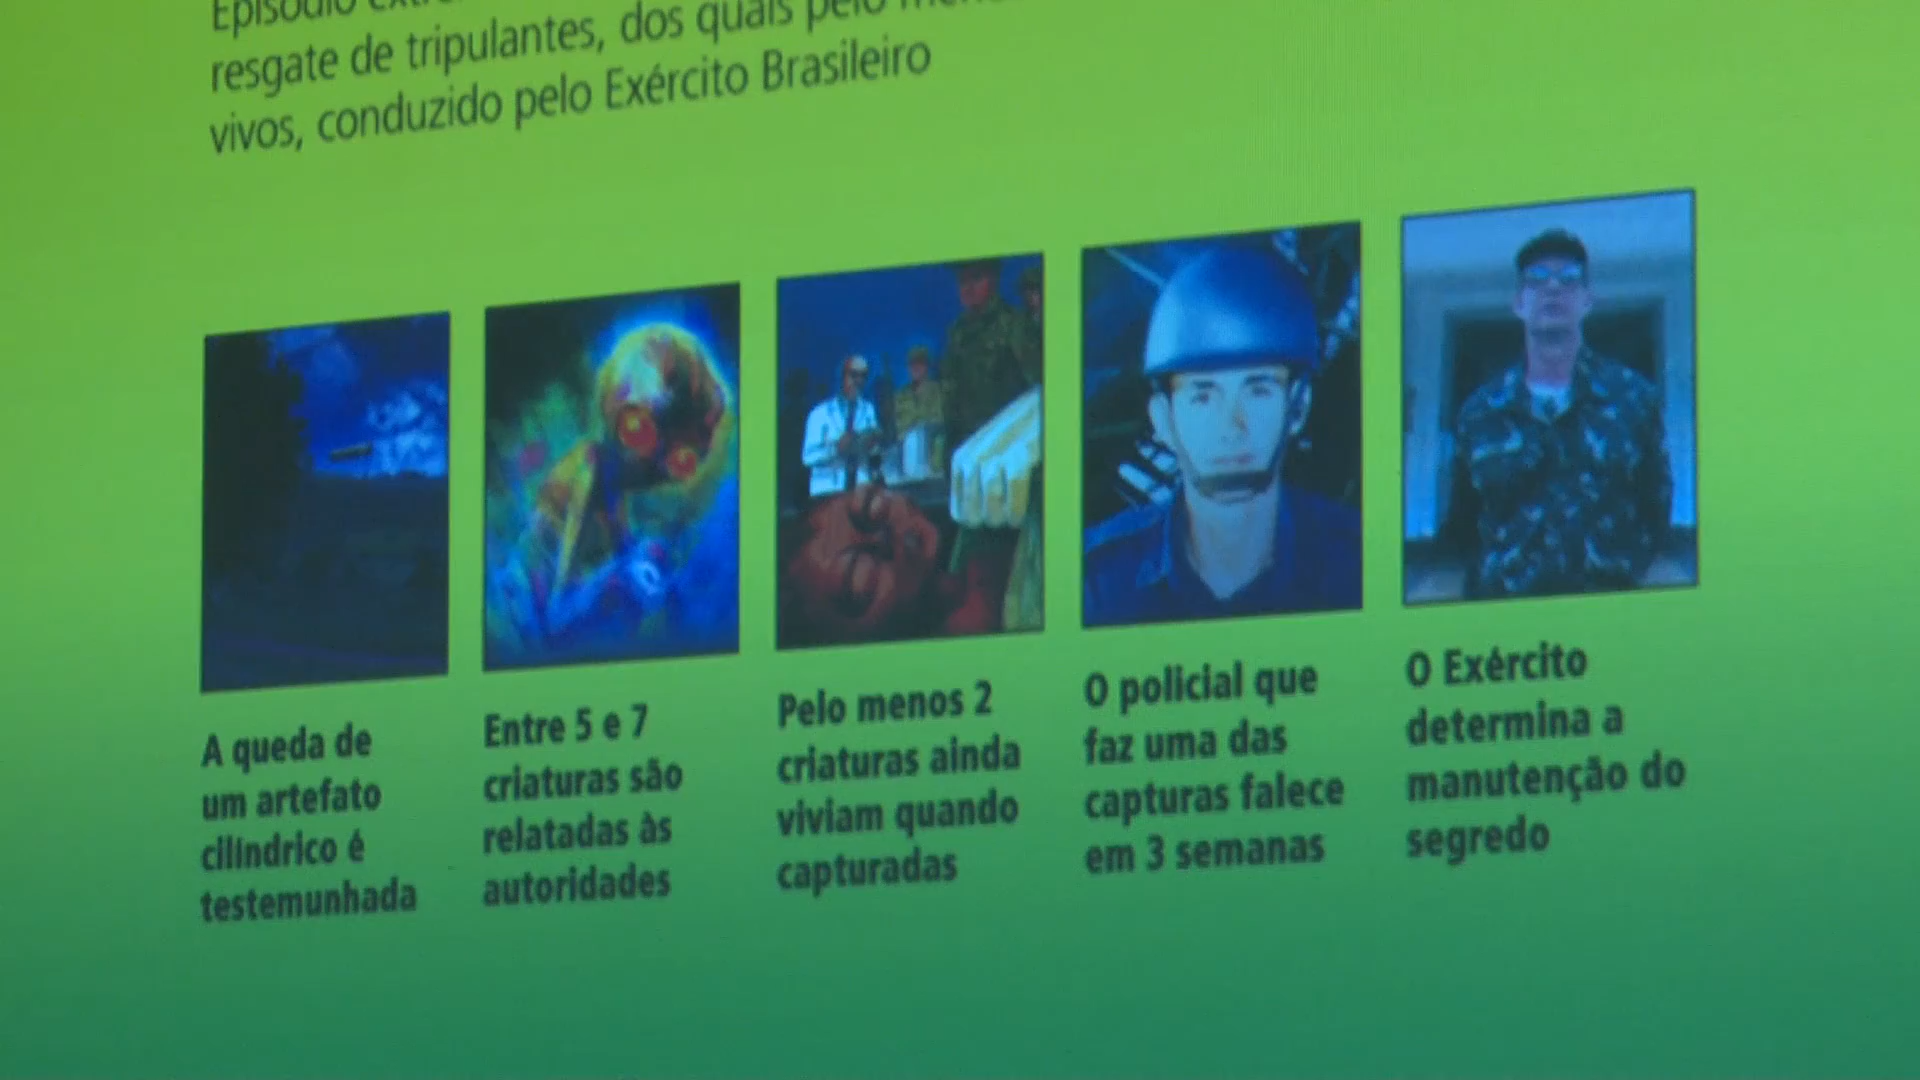 Episódio
resgate de tripulantes, dos quais pelo
vivos, conduzido pelo Exército Brasileiro
A queda de
um artefato
cilíndrico é
testemunhada
Entre 5 e 7
criaturas são
relatadas às
autoridades
Pelo menos 2
criaturas ainda
viviam quando
capturadas
O policial que
faz uma das
capturas falece
em 3 semanas
O Exército
determina a
manutenção do
segredo